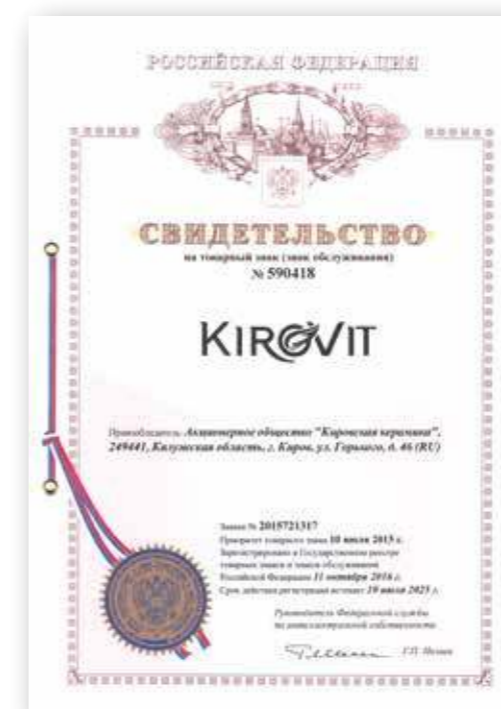 РОССИЙСКАЯ ФЕДЕРАЦИЯ
СВИДЕТЕЛЬСТВО
на товарный знак (знак обслуживания)
№ 590418
KIROVIT
Правообладатель: Акционерное общество "Кировская керамика",
249441, Калужская область, г. Киров, ул. Горького, д. 46 (RU)
Заявка № 2015721317
Приоритет товарного знака 10 июля 2015 г.
Зарегистрировано в Государственном реестре
товарных знаков и знаков обслуживания
Российской Федерации 11 октября 2016 г.
Срок действия регистрации истекает 10 июля 2025 г.
Руководитель Федеральной службы
по интеллектуальной собственности
Г.П. Ивлиев